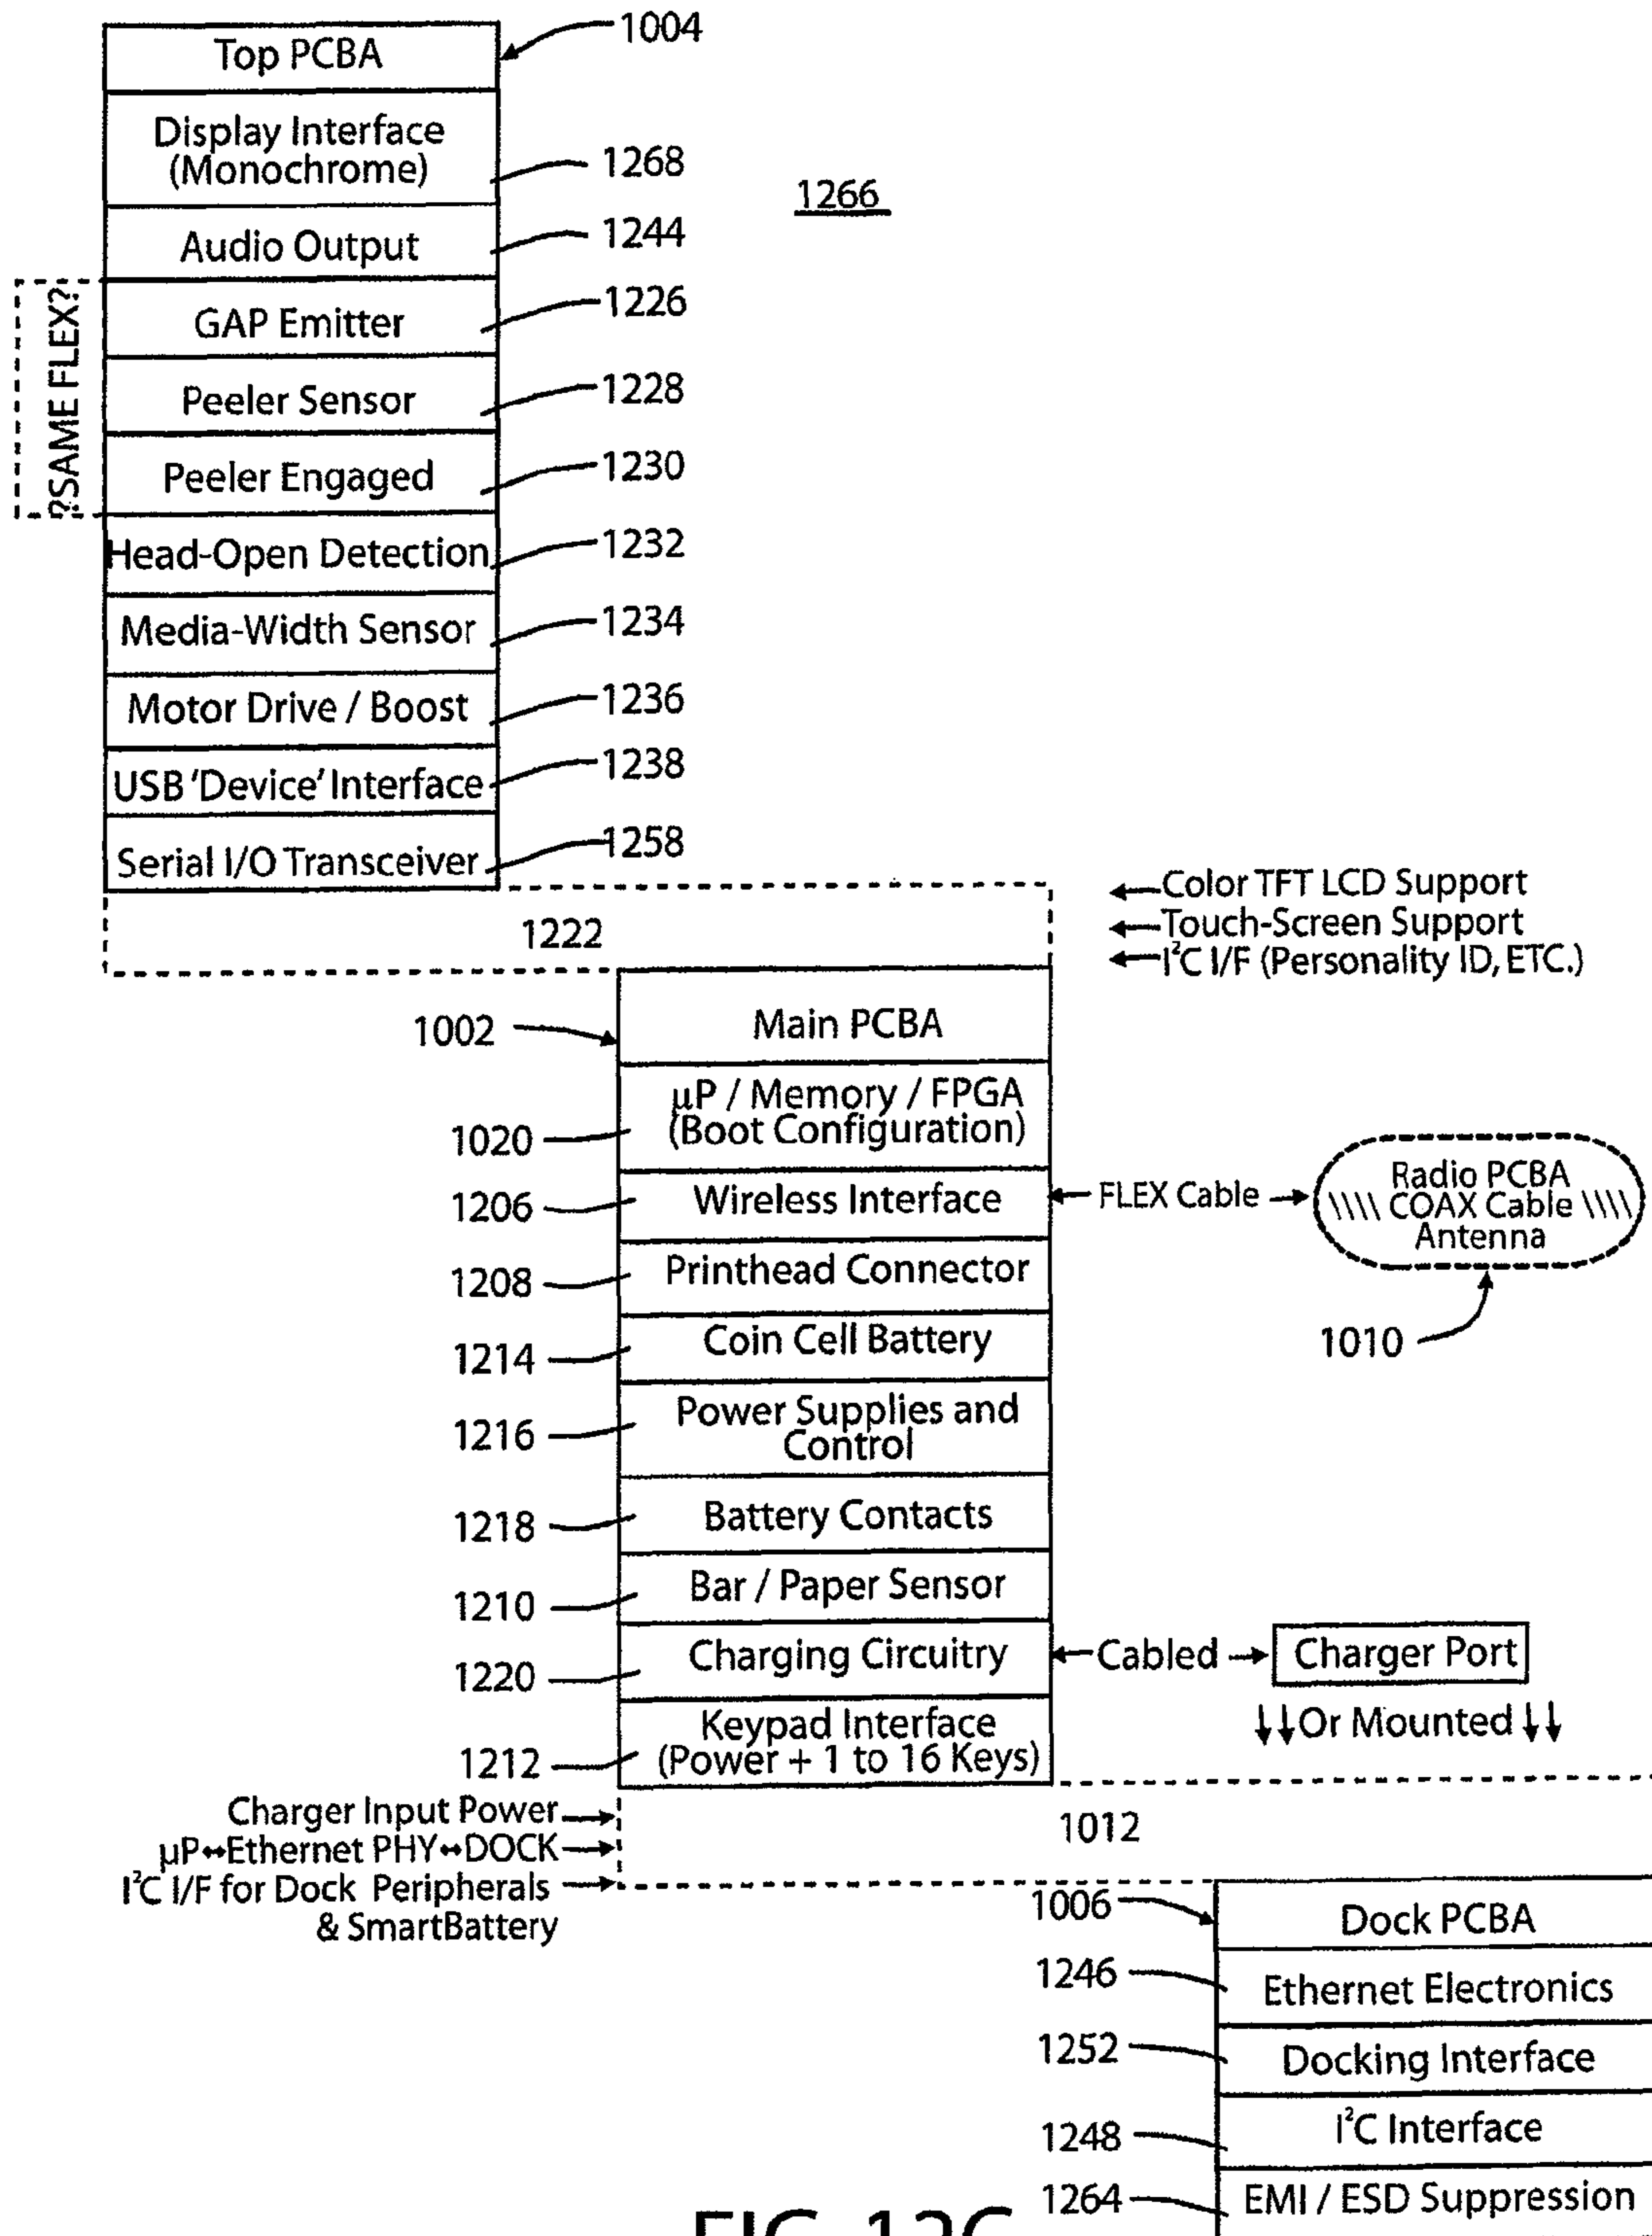 1004
Top PCBA
Display Interface
(Monochrome)
1268
1266
Audio Output
1244
?SAME FLEX?
GAP Emitter
1226
Peeler Sensor
1228
Peeler Engaged
1230
Head-Open Detection
1232
Media-Width Sensor
1234
Motor Drive / Boost
1236
USB 'Device' Interface
1238
Serial I/O Transceiver
1258
1222
Color TFT LCD Support
Touch-Screen Support
I²C I/F (Personality ID, ETC.)
1002
Main PCBA
1020
µP / Memory / FPGA
(Boot Configuration)
1206
Wireless Interface
FLEX Cable
Radio PCBA
\\\\ COAX Cable \\\\
Antenna
1010
1208
Printhead Connector
1214
Coin Cell Battery
1216
Power Supplies and
Control
1218
Battery Contacts
1210
Bar / Paper Sensor
1220
Charging Circuitry
Cabled
Charger Port
↓↓Or Mounted↓↓
1212
Keypad Interface
(Power + 1 to 16 Keys)
Charger Input Power
µP↔Ethernet PHY↔DOCK
I²C I/F for Dock Peripherals
& SmartBattery
1012
1006
Dock PCBA
1246
Ethernet Electronics
1252
Docking Interface
1248
I²C Interface
1264
EMI / ESD Suppression
FIG. 12C